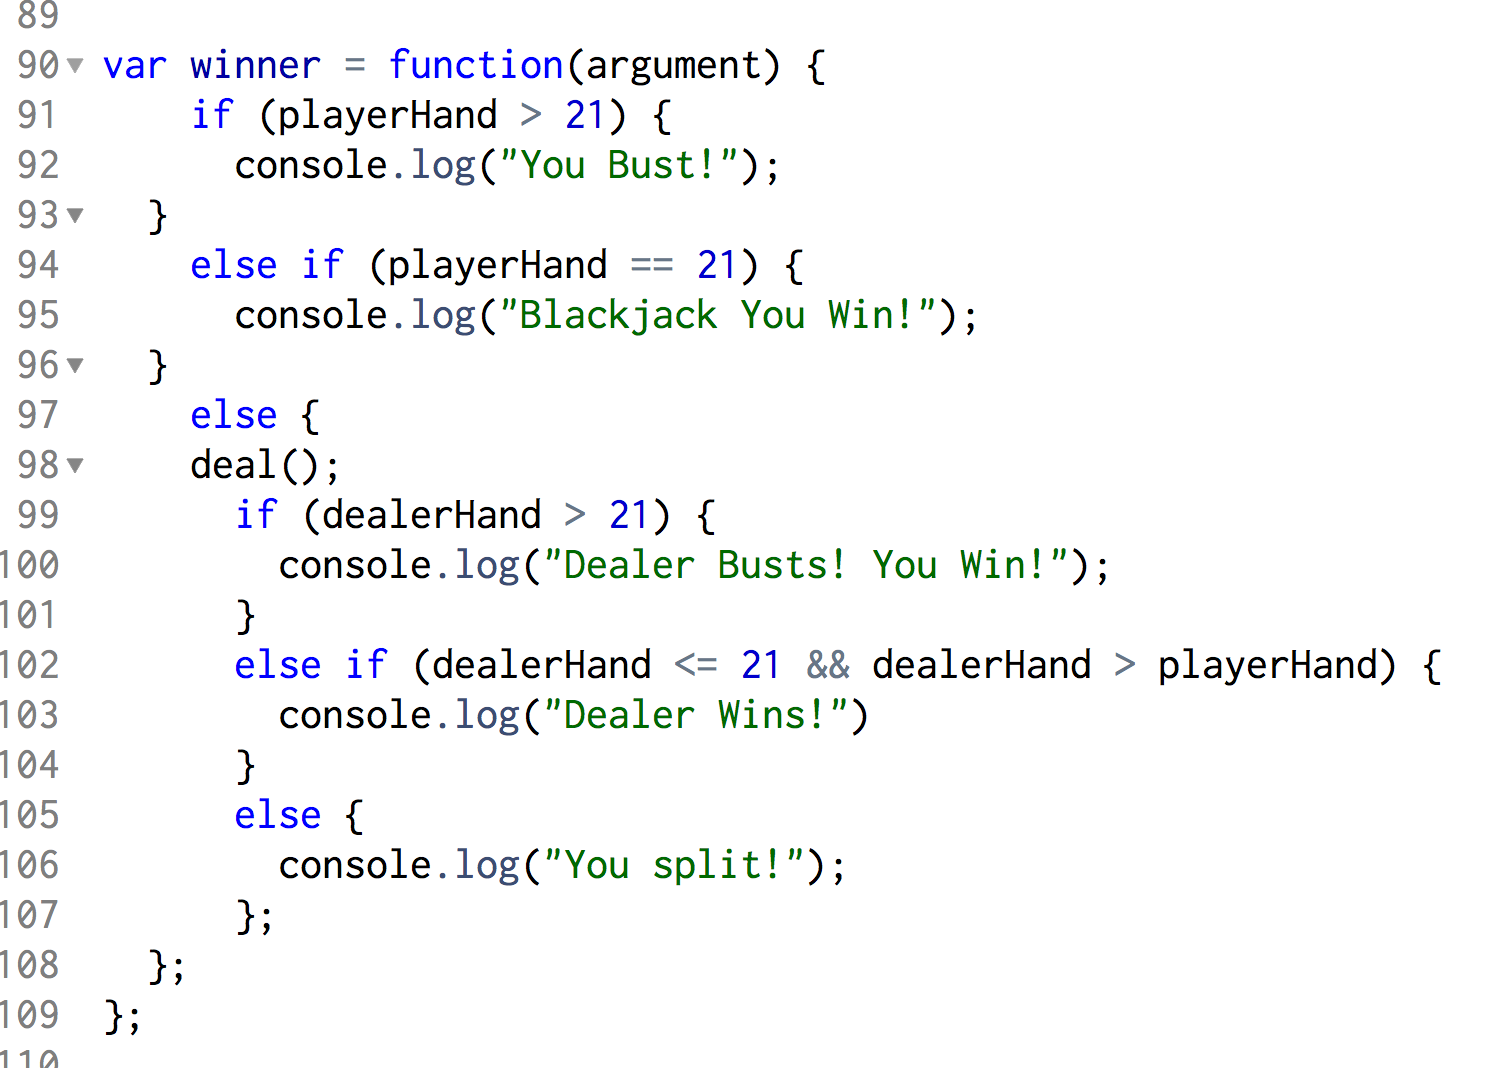 89
90 var winner = function(argument) {
91     if (playerHand > 21) {
92       console.log("You Bust!");
93   }
94     else if (playerHand == 21) {
95       console.log("Blackjack You Win!");
96   }
97     else {
98     deal();
99       if (dealerHand > 21) {
100         console.log("Dealer Busts! You Win!");
101       }
102       else if (dealerHand <= 21 && dealerHand > playerHand) {
103         console.log("Dealer Wins!")
104       }
105       else {
106         console.log("You split!");
107       };
108   };
109 };
110